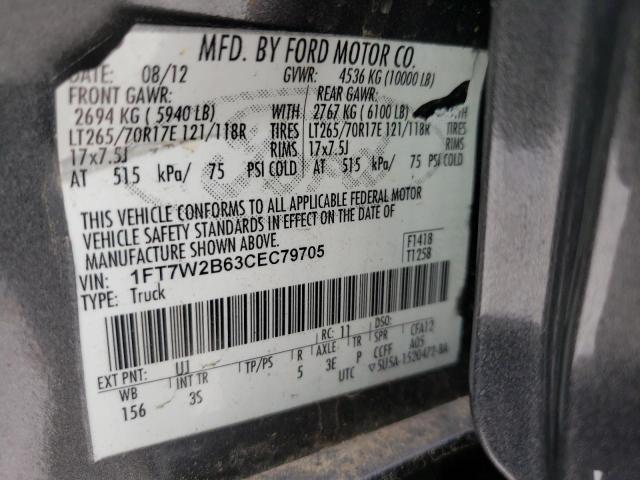 MFD. BY FORD MOTOR CO.
DATE: 08/12 GVWR: 4536 KG (10000 LB)
FRONT GAWR: REAR GAWR:
2694 KG (5940 LB) WITH 2767 KG (6100 LB)
LT265/70R17E 121/118R TIRES LT265/70R17E 121/118R TIRES
17x7.5J RIMS 17x7.5J RIMS
AT 515 kPa/ 75 PSI COLD AT 515 kPa/ 75 PSI COLD
THIS VEHICLE CONFORMS TO ALL APPLICABLE FEDERAL MOTOR
VEHICLE SAFETY STANDARDS IN EFFECT ON THE DATE OF
MANUFACTURE SHOWN ABOVE.
VIN: 1FT7W2B63CEC79705 F1418
TYPE: Truck T1258
EXT PNT: UJ RC: 11 DSO:
WB INT TR TP/PS R AXLE TR SPR CFA12
156 3S 5 3E P CCFF A05
UTC 5U5A-1520472-BA